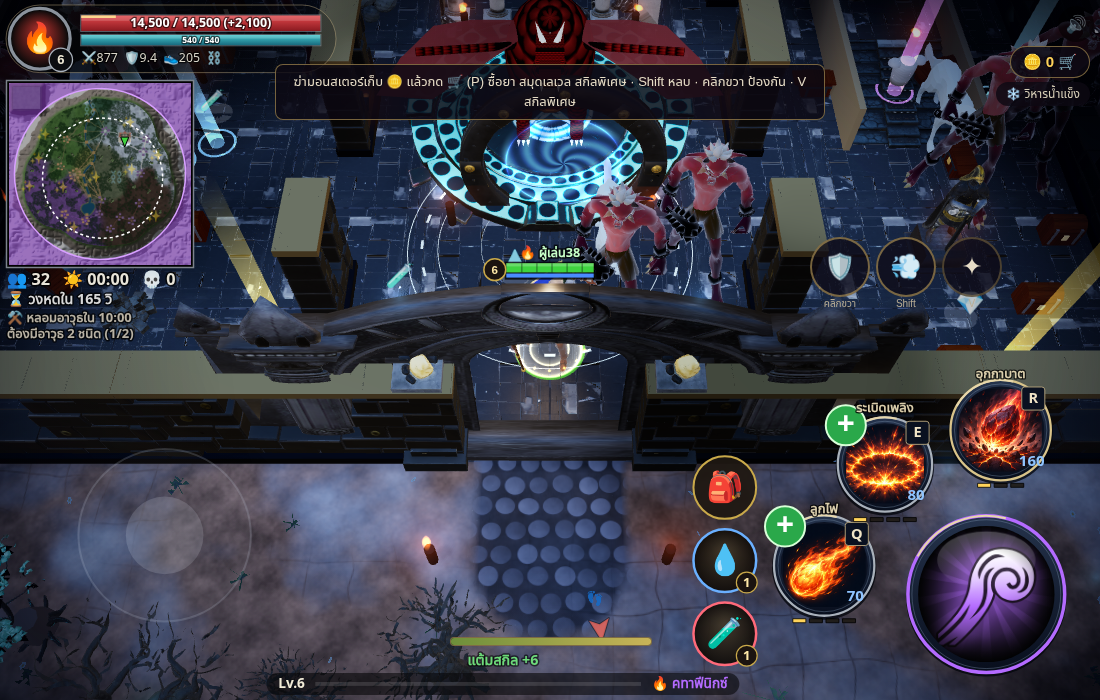 14,500 / 14,500 (+2,100)
540 / 540
6
877 9.4 205
ฆ่ามอนสเตอร์เก็บ 🪙 แล้วกด 🛒 (P) ซื้อยา สมุดเลเวล สกิลพิเศษ · Shift หลบ · คลิกขวา ป้องกัน · V
สกิลพิเศษ
0
วิหารน้ำแข็ง
32 00:00 0
วงหดใน 165 วิ
หลอมอาวุธใน 10:00
ต้องมีอาวุธ 2 ชนิด (1/2)
ผู้เล่น38
6
คลิกขวา
Shift
อุกกาบาต
R
160
ระเบิดเพลิง
+
E
80
ลูกไฟ
+
Q
70
1
1
แต้มสกิล +6
Lv.6
คทาฟีนิกซ์